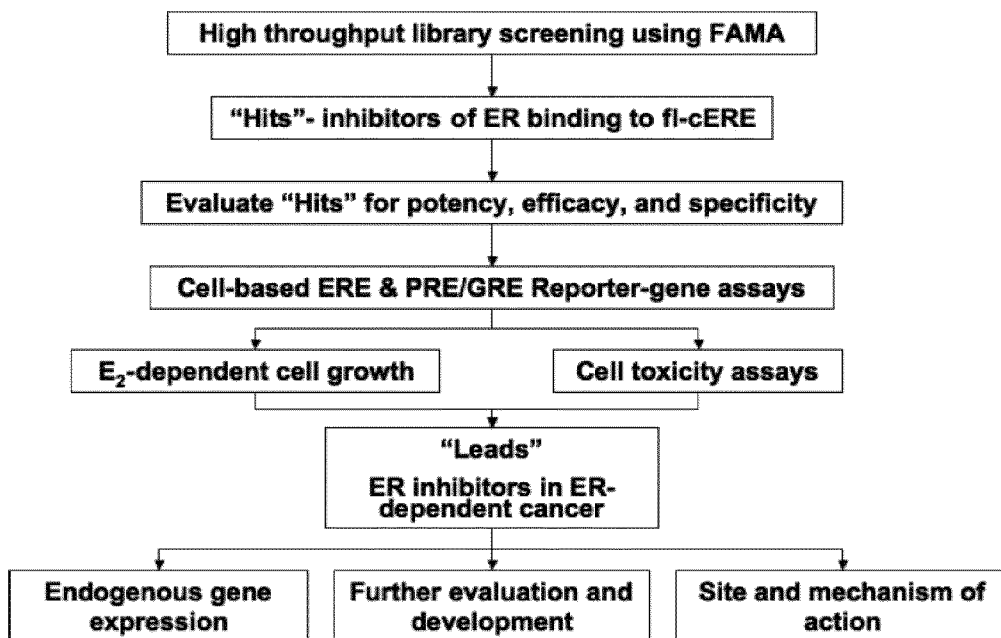 High throughput library screening using FAMA
“Hits”- inhibitors of ER binding to fl-cERE
Evaluate “Hits” for potency, efficacy, and specificity
Cell-based ERE & PRE/GRE Reporter-gene assays
E₂-dependent cell growth
Cell toxicity assays
“Leads”
ER inhibitors in ER-
dependent cancer
Endogenous gene
expression
Further evaluation and
development
Site and mechanism of
action